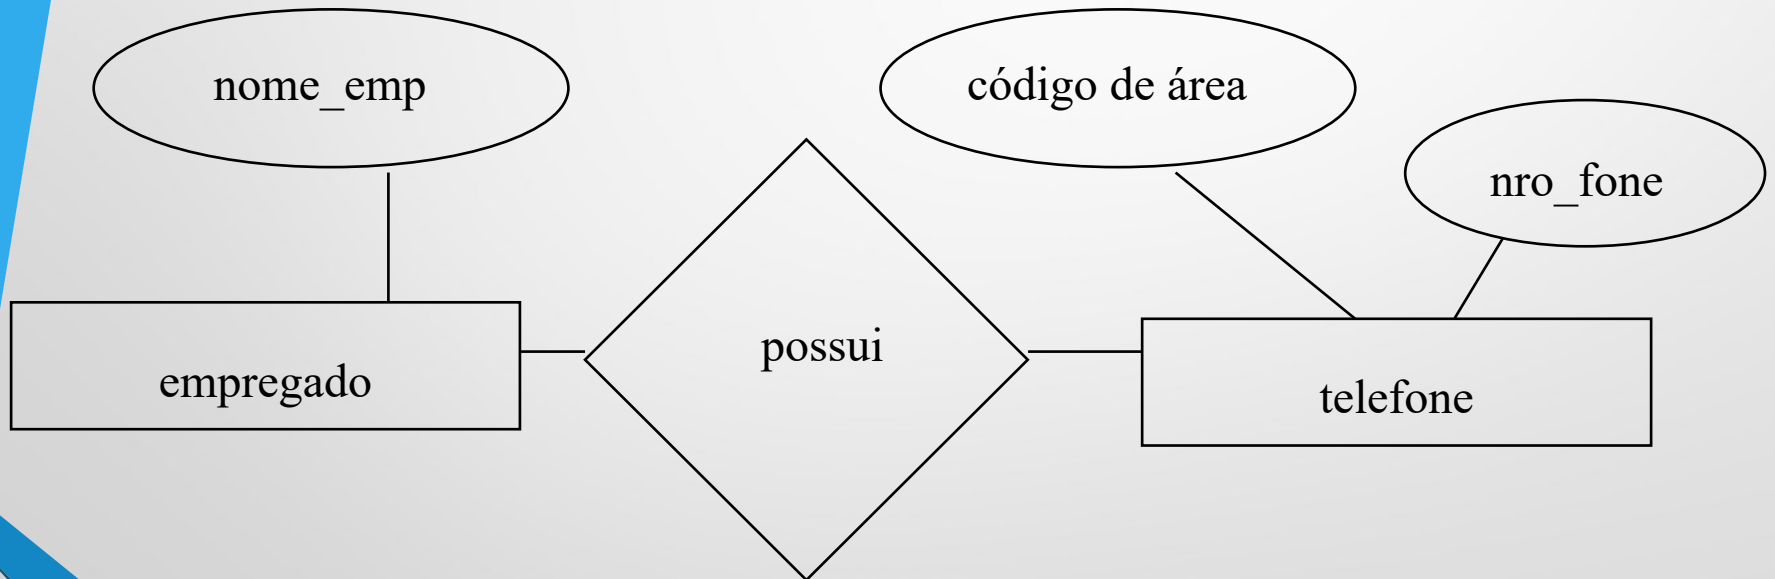 nome_emp
código de área
nro_fone
possui
empregado
telefone